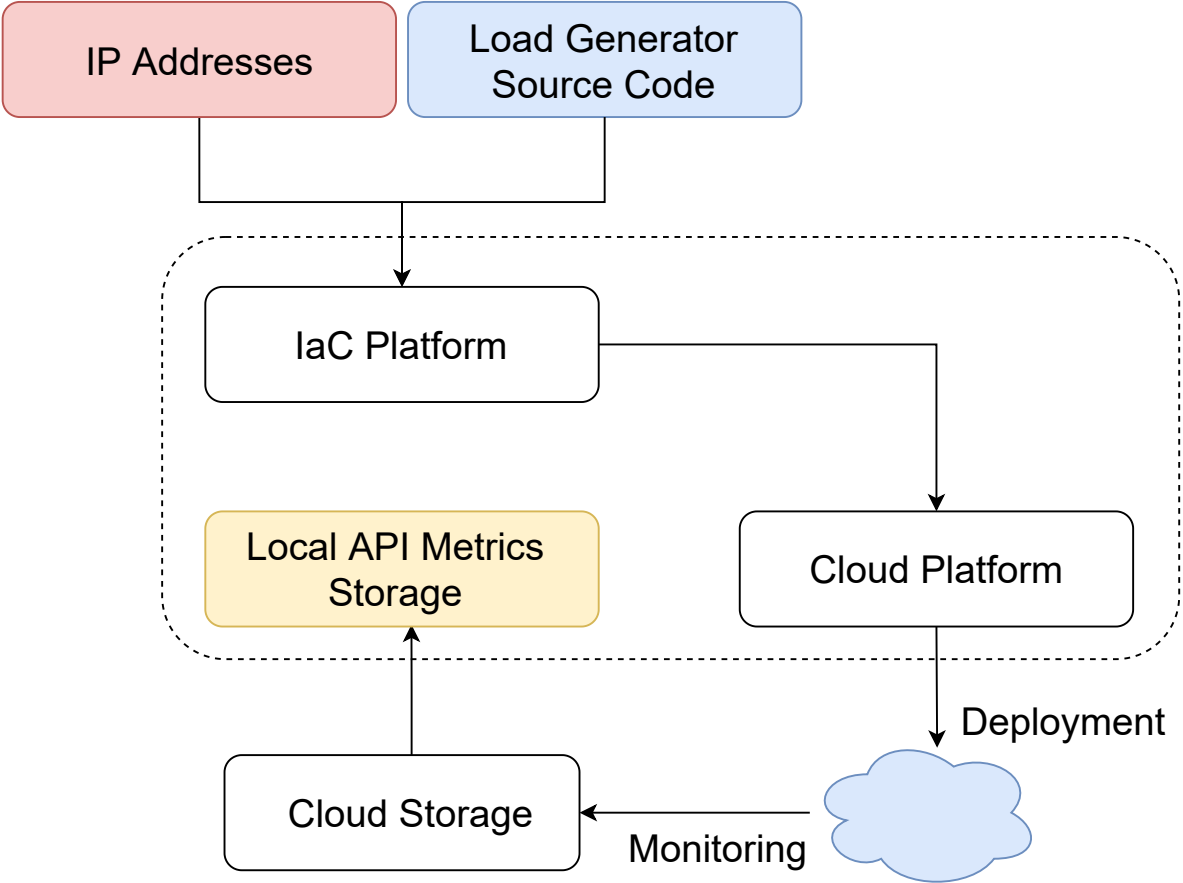 IP Addresses
Load Generator
Source Code
IaC Platform
Local API Metrics
Storage
Cloud Platform
Deployment
Cloud Storage
Monitoring